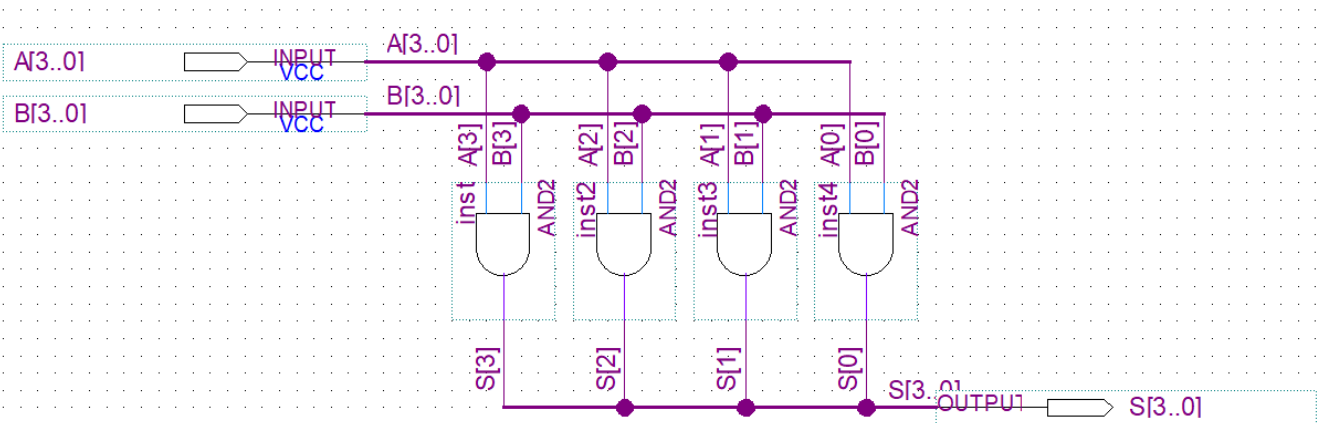 A[3..0]
INPUT
VCC
A[3..0]
B[3..0]
INPUT
VCC
B[3..0]
A[3]
B[3]
A[2]
B[2]
A[1]
B[1]
A[0]
B[0]
inst
AND2
inst2
AND2
inst3
AND2
inst4
AND2
S[3]
S[2]
S[1]
S[0]
S[3..0]
OUTPUT
S[3..0]